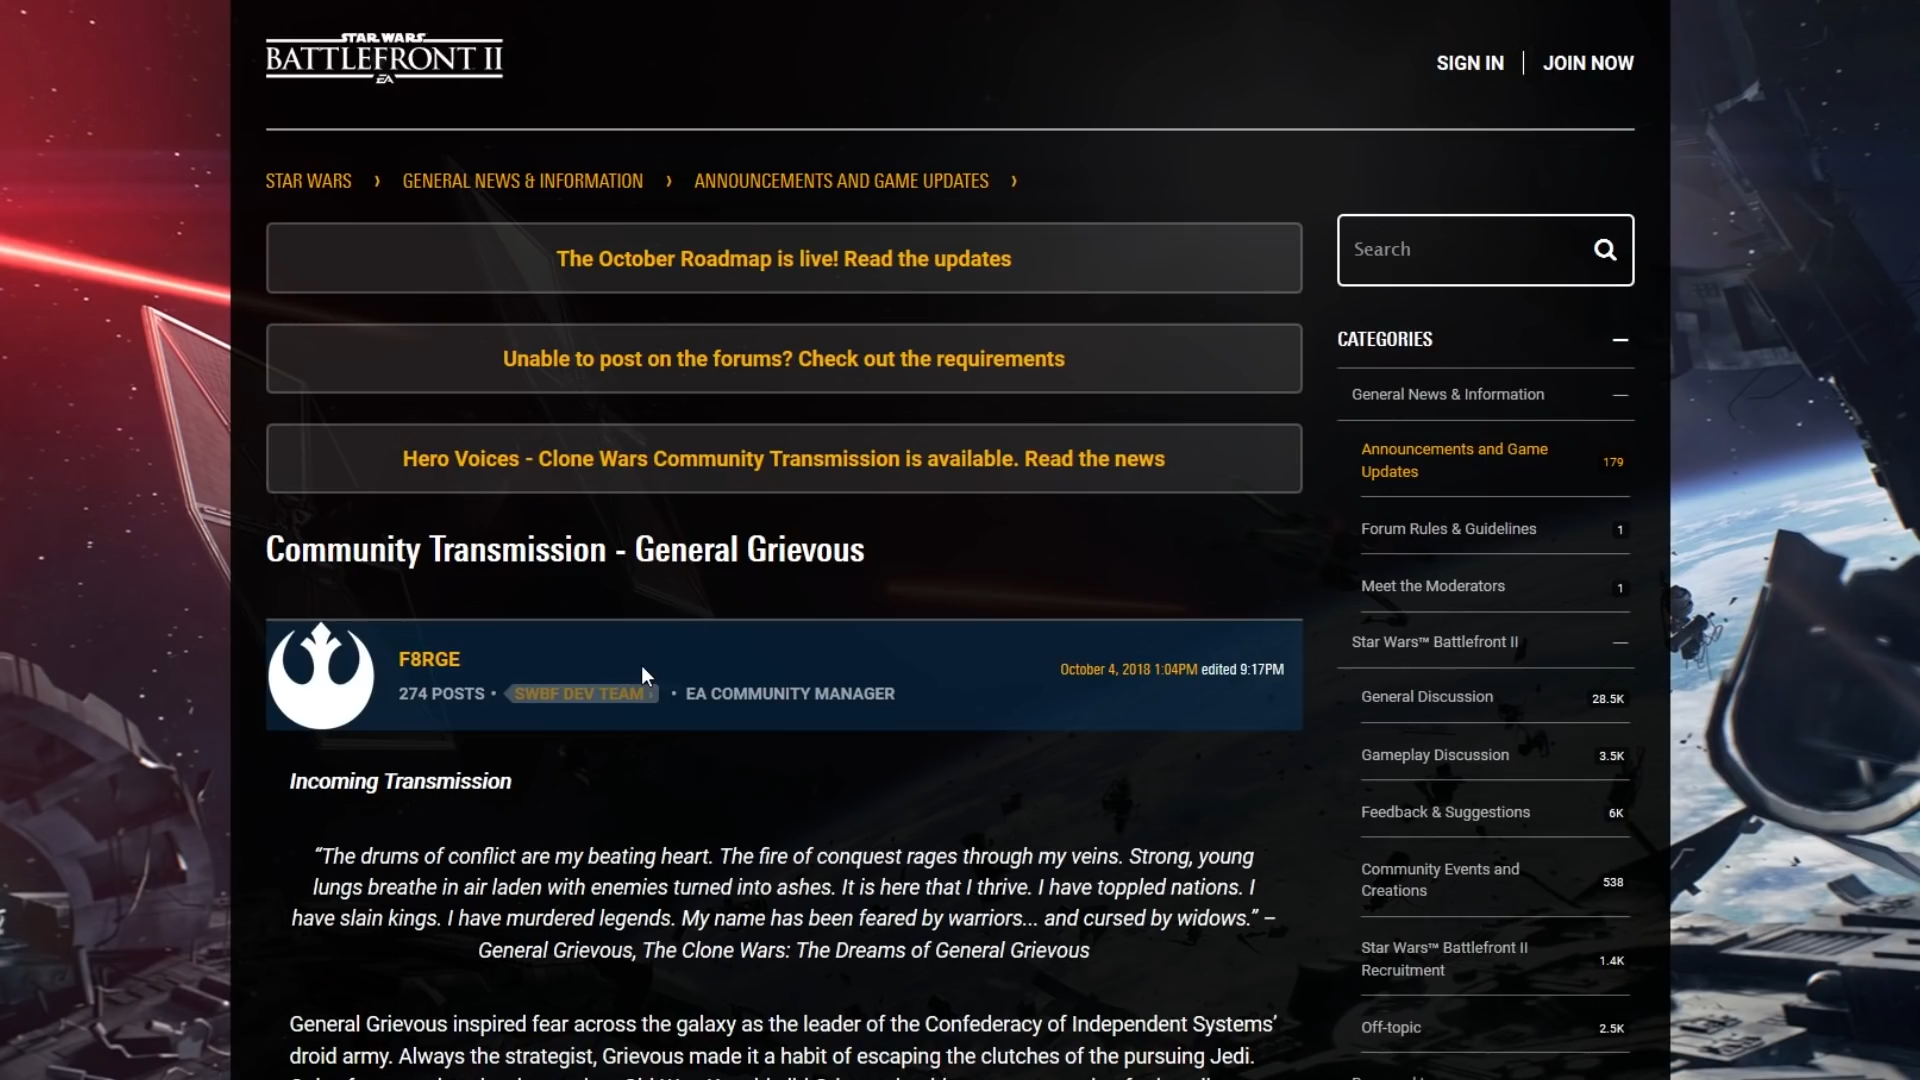 STAR WARS
BATTLEFRONT II
EA
SIGN IN
JOIN NOW
STAR WARS › GENERAL NEWS & INFORMATION › ANNOUNCEMENTS AND GAME UPDATES ›
The October Roadmap is live! Read the updates
Unable to post on the forums? Check out the requirements
Hero Voices - Clone Wars Community Transmission is available. Read the news
Community Transmission - General Grievous
F8RGE
274 POSTS • SWBF DEV TEAM › • EA COMMUNITY MANAGER
October 4, 2018 1:04PM edited 9:17PM
Incoming Transmission
“The drums of conflict are my beating heart. The fire of conquest rages through my veins. Strong, young
lungs breathe in air laden with enemies turned into ashes. It is here that I thrive. I have toppled nations. I
have slain kings. I have murdered legends. My name has been feared by warriors... and cursed by widows.” –
General Grievous, The Clone Wars: The Dreams of General Grievous
General Grievous inspired fear across the galaxy as the leader of the Confederacy of Independent Systems’
droid army. Always the strategist, Grievous made it a habit of escaping the clutches of the pursuing Jedi.
Search
CATEGORIES
General News & Information
Announcements and Game
Updates
179
Forum Rules & Guidelines 1
Meet the Moderators 1
Star Wars™ Battlefront II
General Discussion 28.5K
Gameplay Discussion 3.5K
Feedback & Suggestions 6K
Community Events and
Creations
538
Star Wars™ Battlefront II
Recruitment
1.4K
Off-topic 2.5K